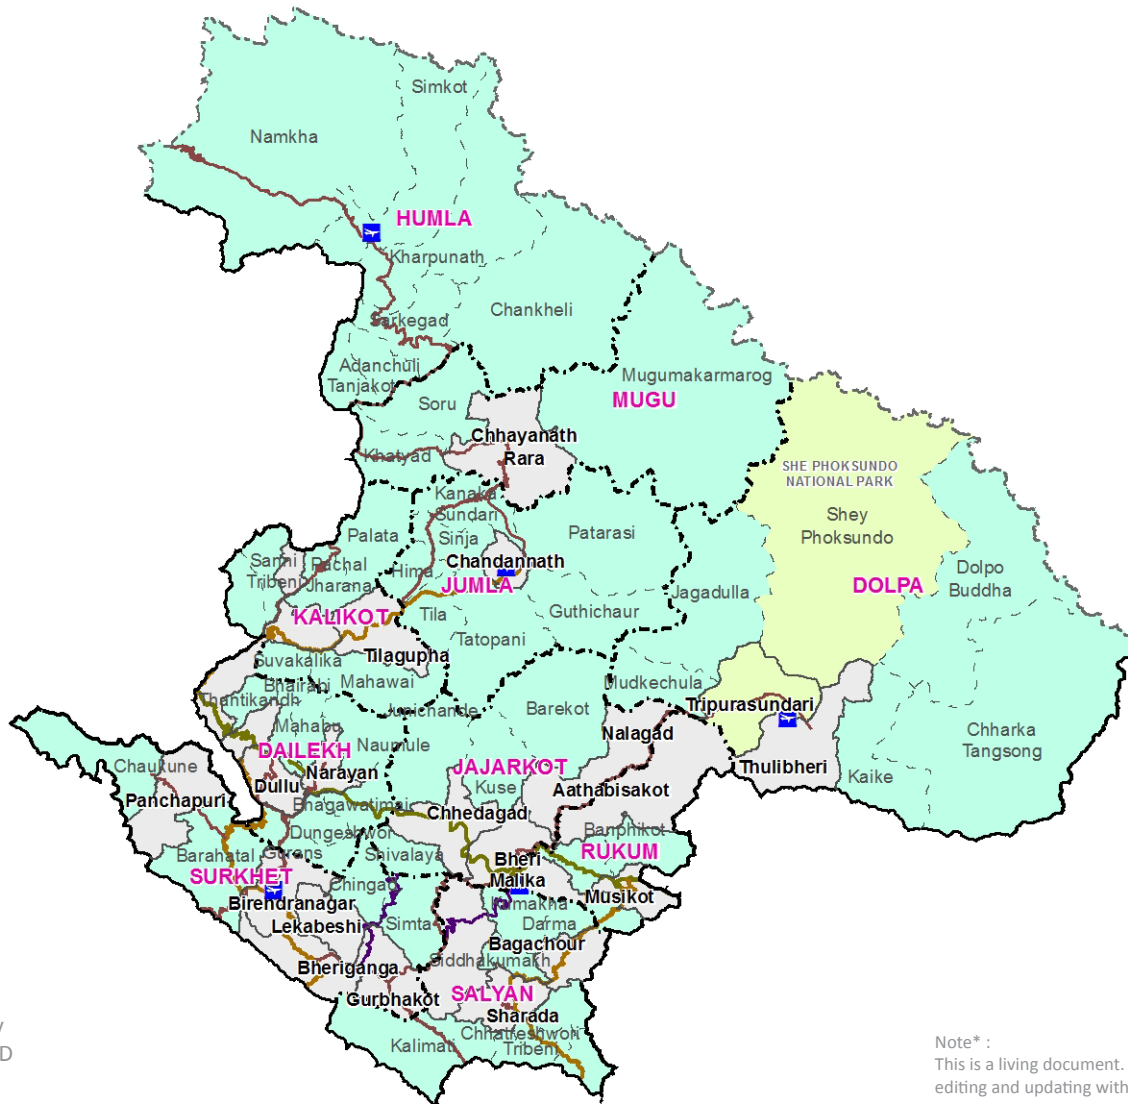 Simkot
Namkha
HUMLA
Kharpunath
Chankheli
Sarkegad
Adanchuli
Tanjakot
Mugumakarmarog
MUGU
Soru
Chhayanath
Rara
Khatyad
SHE PHOKSUNDO
NATIONAL PARK
Shey
Phoksundo
Kanaka
Sundari
Sinja
Patarasi
Palata
Chandannath
Sanni
Tribeni
Pachal
Jharana
Hima
JUMLA
Jagadulla
DOLPA
Dolpo
Buddha
KALIKOT
Tila
Guthichaur
Tatopani
Tilagupha
Suvakalika
Bhairabi
Mahawai
Mudkechula
Thantikandh
Tripurasundari
Junichande
Barekot
Mahabu
Nalagad
Chharka
Tangsong
DAILEKH
Naumule
Chaukune
JAJARKOT
Thulibheri
Kaike
Narayan
Dullu
Kuse
Aathabisakot
Panchapuri
Bhagawatimai
Chhedagad
Dungeshwor
Banphikot
RUKUM
Barahatal
Gurans
Shivalaya
Bheri
Malika
SURKHET
Chingad
Musikot
Birendranagar
Kumakha
Lekabeshi
Simta
Darma
Bagachour
Bheriganga
Siddhakumakh
SALYAN
Gurbhakot
Sharada
Chhatreshwori
Kalimati
Tribeni
D
Note* :
This is a living document.
editing and updating with